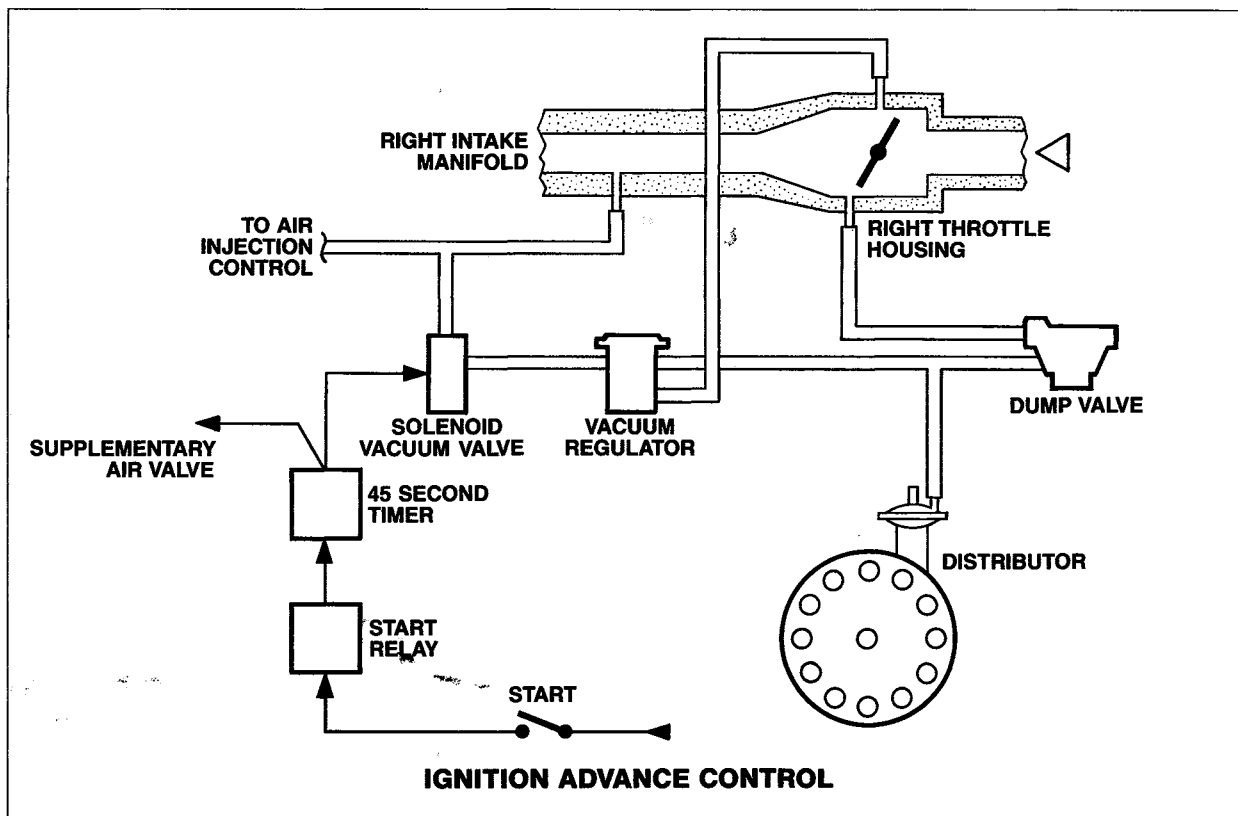 RIGHT INTAKE
MANIFOLD
TO AIR
INJECTION
CONTROL
RIGHT THROTTLE
HOUSING
SOLENOID
VACUUM VALVE
VACUUM
REGULATOR
DUMP VALVE
SUPPLEMENTARY
AIR VALVE
45 SECOND
TIMER
DISTRIBUTOR
START
RELAY
START
IGNITION ADVANCE CONTROL